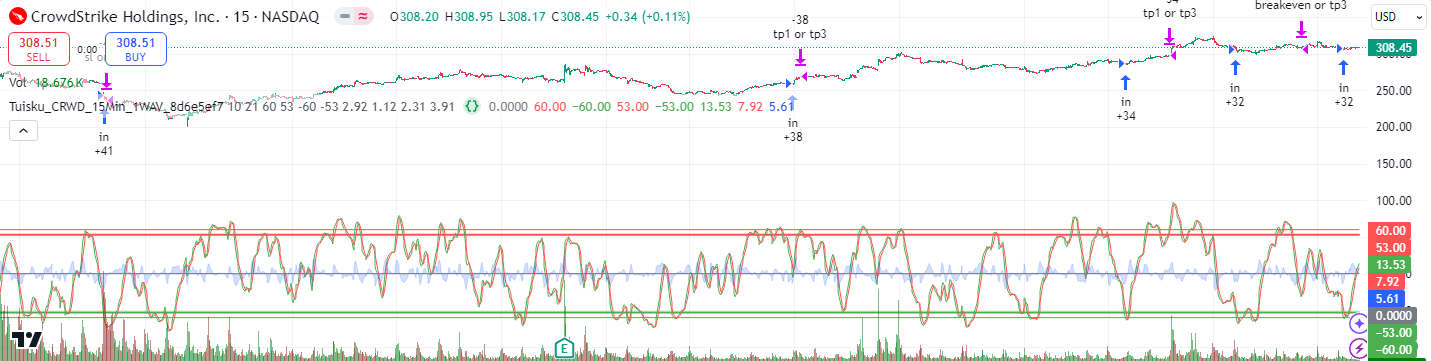 CrowdStrike Holdings, Inc. · 15 · NASDAQ
O308.20 H308.95 L308.17 C308.45 +0.34 (+0.11%)
USD
308.51
SELL
0.00
308.51
BUY
Vol 18.676K
Tuisku_CRWD_15Min_1WAV_8d6e5ef7 10 21 60 53 -60 -53 2.92 1.12 2.31 3.91 0.0000 60.00 −60.00 53.00 −53.00 13.53 7.92 5.61
in
+41
-38
tp1 or tp3
in
+38
tp1 or tp3
in
+34
in
+32
breakeven or tp3
in
+32
308.45
250.00
200.00
150.00
100.00
60.00
53.00
13.53
7.92
5.61
0.0000
−53.00
−60.00
E